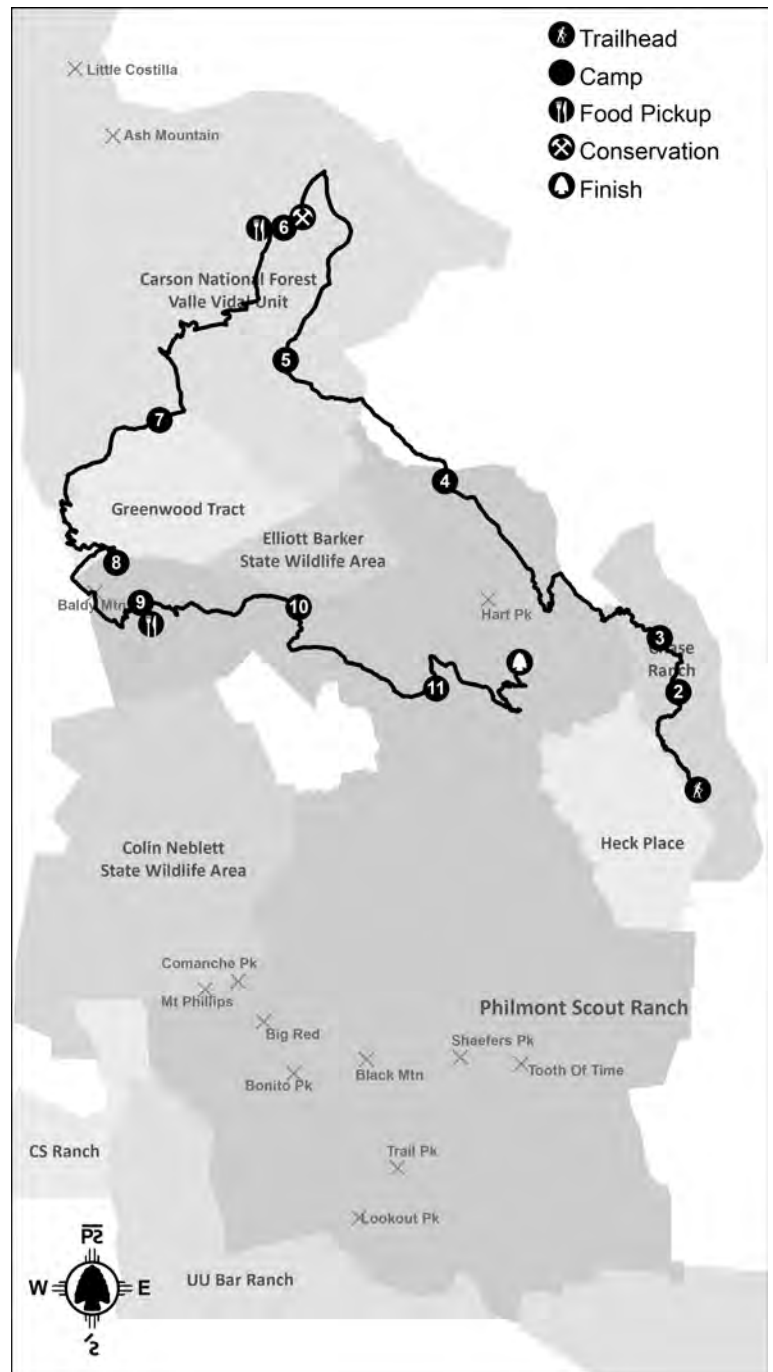 Trailhead
Camp
Food Pickup
Conservation
Finish
Little Costilla
Ash Mountain
6
Carson National Forest
Valle Vidal Unit
5
7
4
Greenwood Tract
Elliott Barker
State Wildlife Area
8
Baldy Mtn
9
10
Hart Pk
3
Chase
Ranch
2
11
Heck Place
Colin Neblett
State Wildlife Area
Comanche Pk
Mt Phillips
Big Red
Bonito Pk
Philmont Scout Ranch
Black Mtn
Shaefers Pk
Tooth Of Time
CS Ranch
Trail Pk
Lookout Pk
UU Bar Ranch
W
E